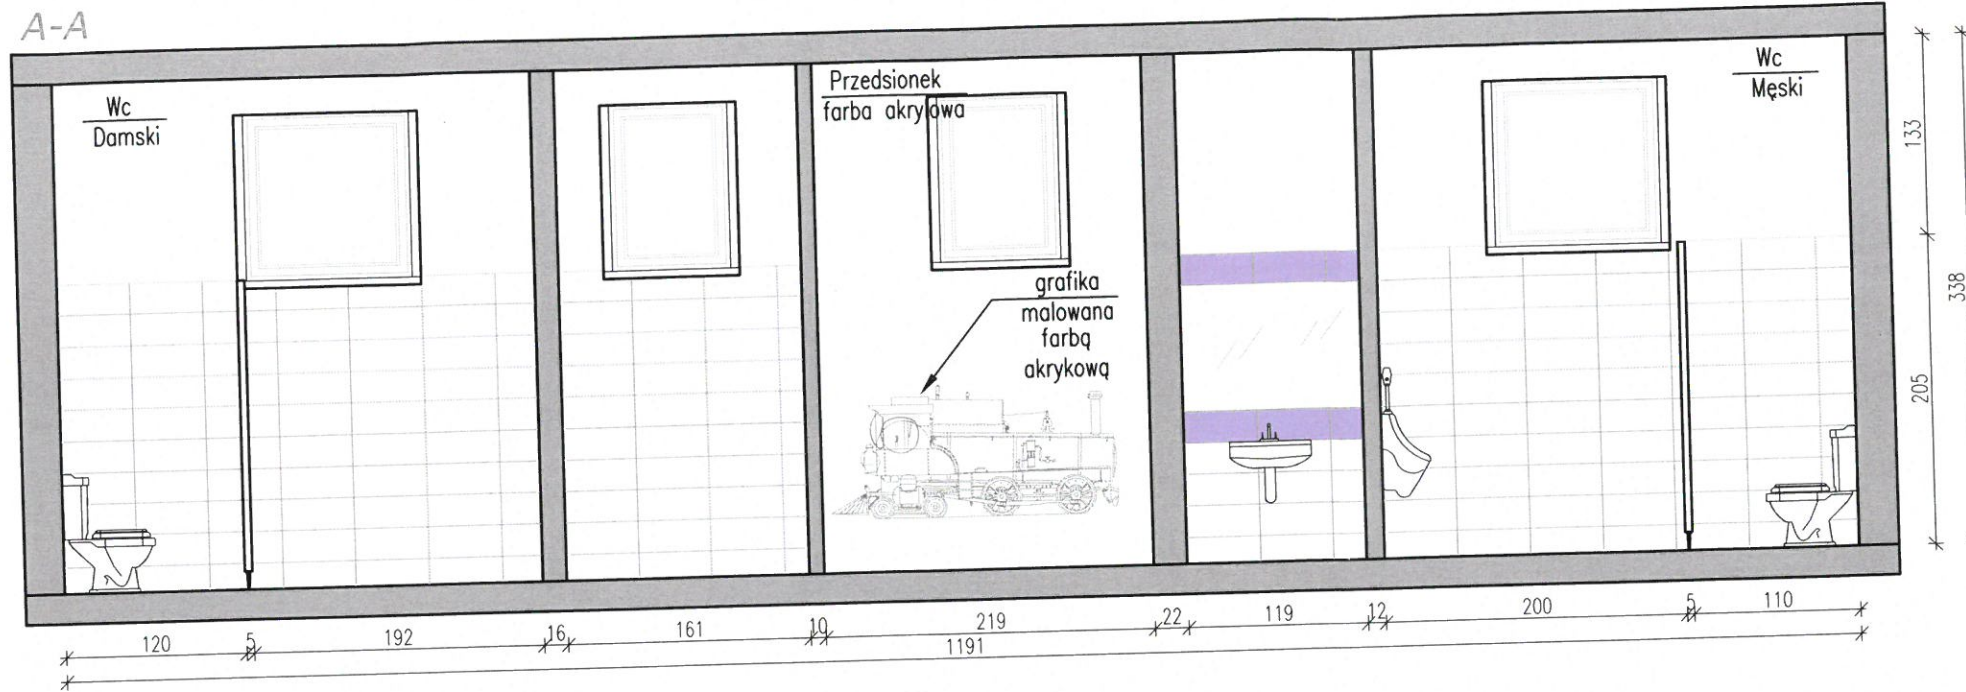 A-A
Wc
Damski
Przedsionek
farba akrylowa
Wc
Męski
grafika
malowana
farbą
akrykową
133
205
338
120
5
192
16
161
10
219
22
119
12
200
5
110
1191